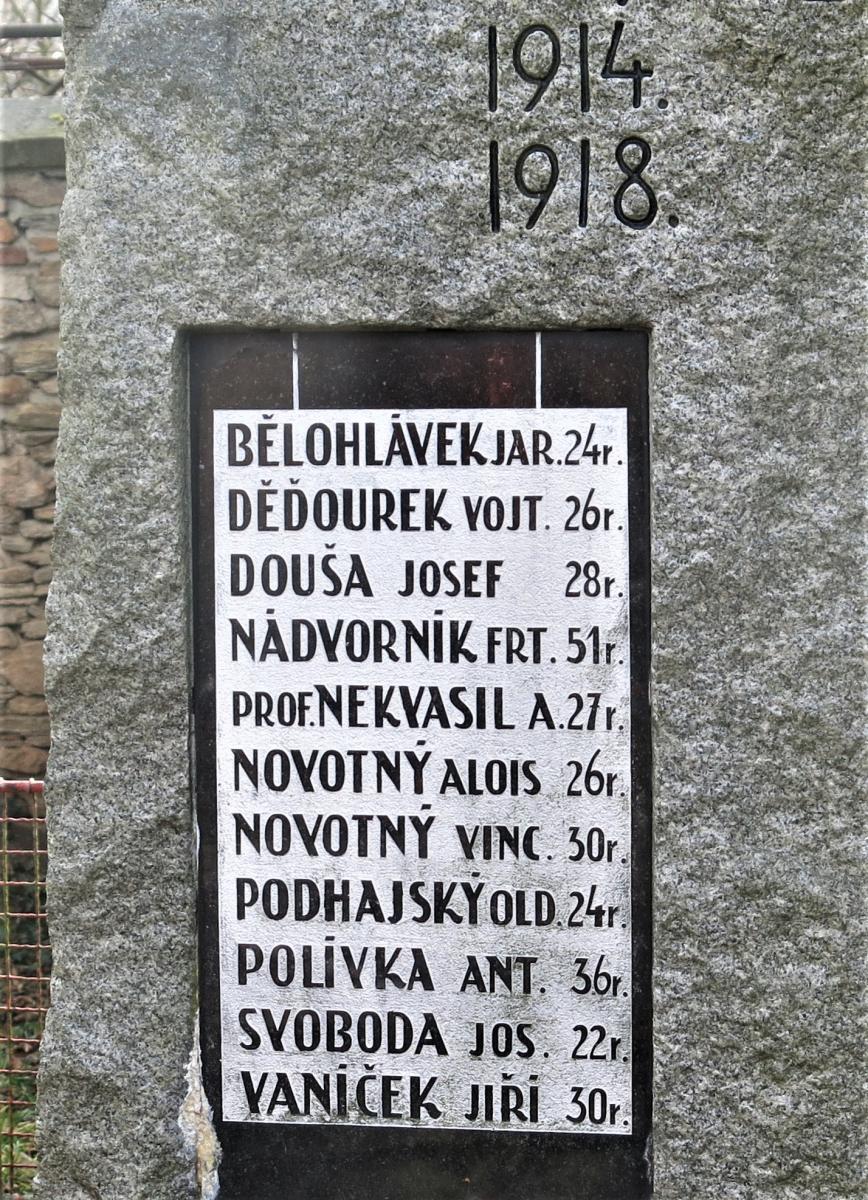 1914.
1918.
BĚLOHLÁVEK JAR. 24r.
DĚĎOUREK VOJT. 26r.
DOUŠA JOSEF 28r.
NÁDVORNÍK FRT. 51r.
PROF. NEKVASIL A. 27r.
NOVOTNÝ ALOIS 26r.
NOVOTNÝ VINC. 30r.
PODHAJSKÝ OLD. 24r.
POLÍVKA ANT. 36r.
SVOBODA JOS. 22r.
VANÍČEK JIŘÍ 30r.